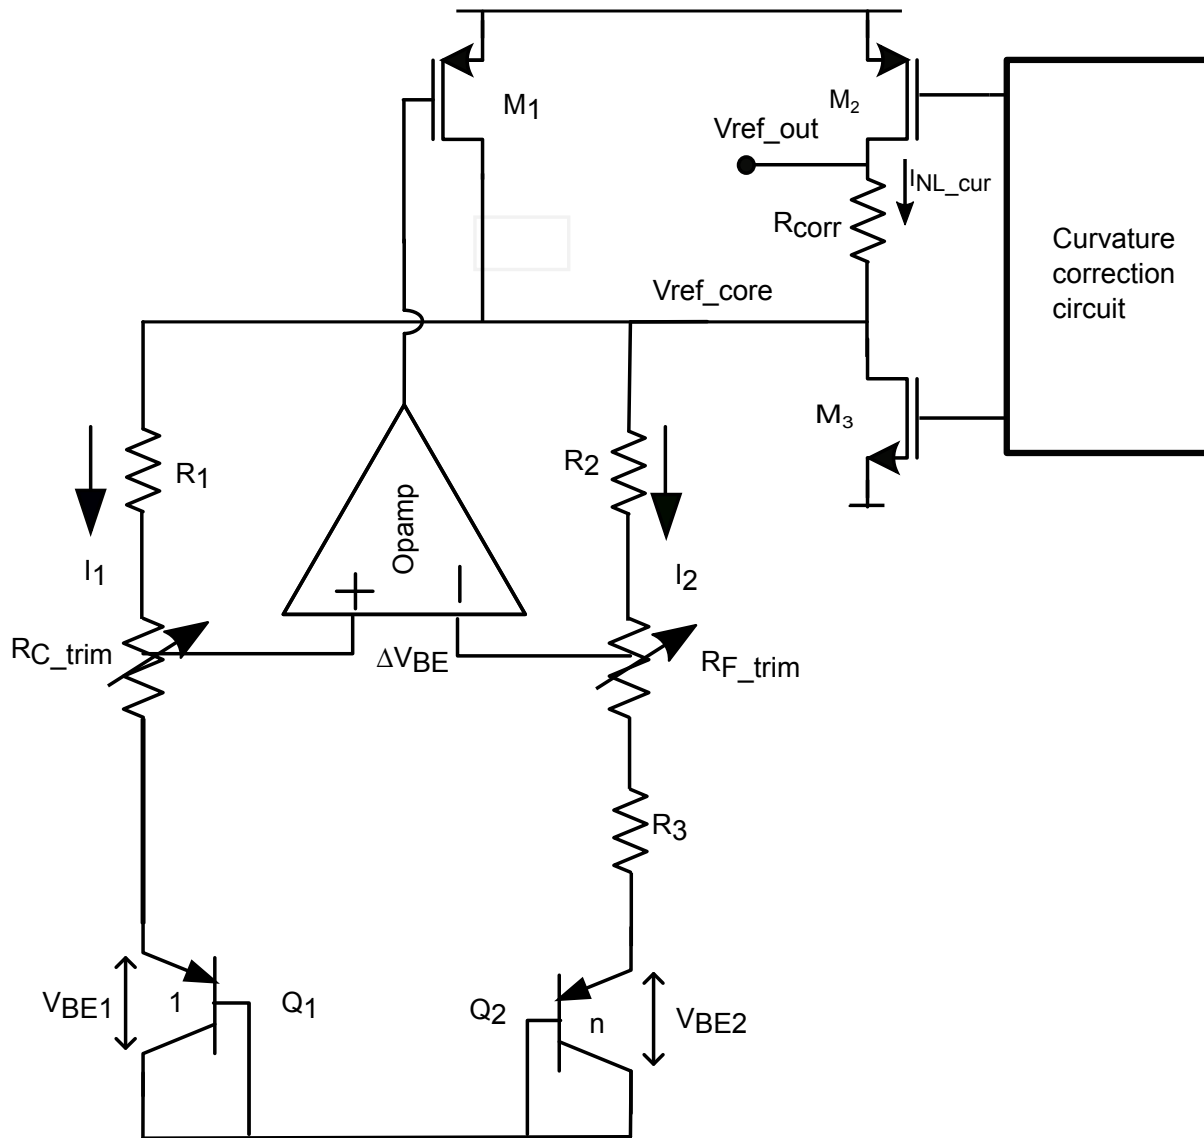 M1
M2
Vref_out
INL_cur
Rcorr
Curvature
correction
circuit
Vref_core
M3
R1
R2
Opamp
I1
I2
+ −
RC_trim
ΔVBE
RF_trim
R3
VBE1
1
Q1
Q2
n
VBE2